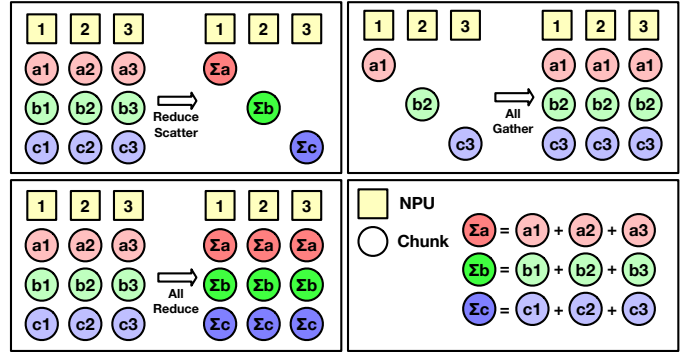 1 2 3 1 2 3
a1 a2 a3 Σa
b1 b2 b3 Σb
Reduce
Scatter
c1 c2 c3 Σc
1 2 3 1 2 3
a1 a1 a1 a1
b2 b2 b2 b2
All
Gather
c3 c3 c3 c3
1 2 3 1 2 3
a1 a2 a3 Σa Σa Σa
b1 b2 b3 Σb Σb Σb
All
Reduce
c1 c2 c3 Σc Σc Σc
NPU
Chunk
Σa = a1 + a2 + a3
Σb = b1 + b2 + b3
Σc = c1 + c2 + c3